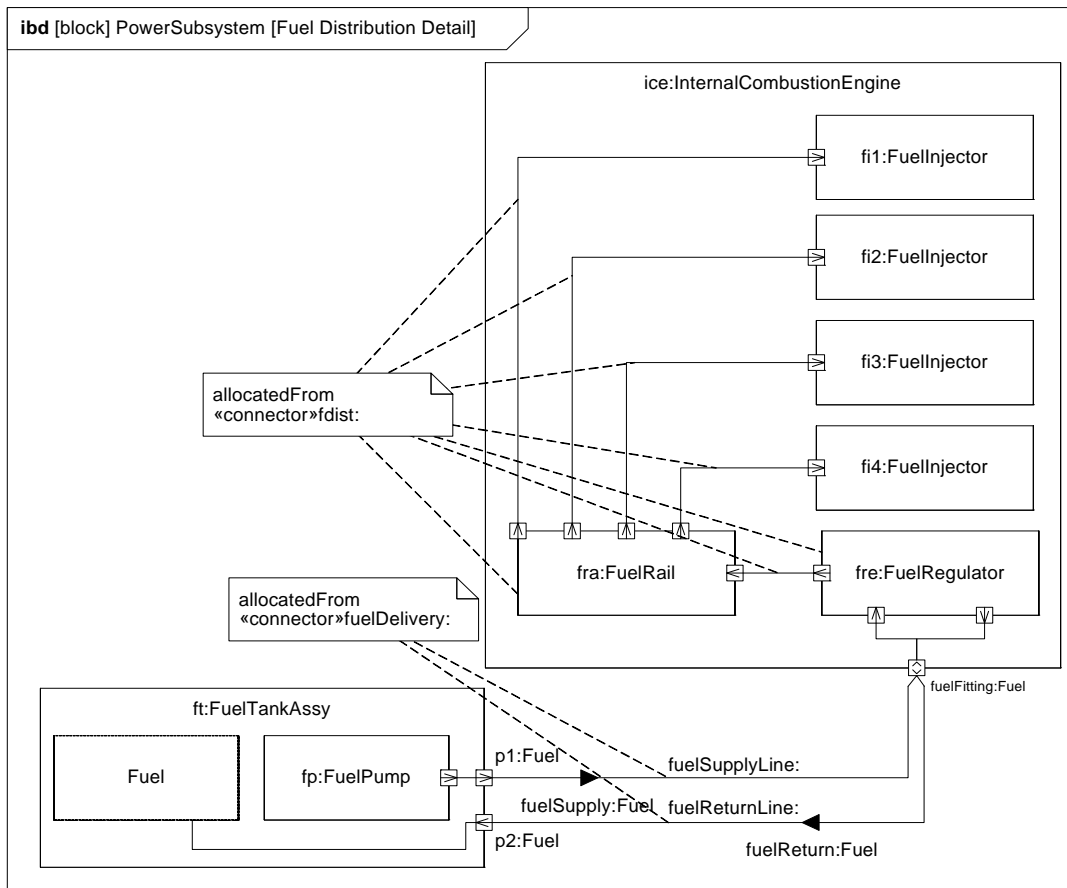 ibd [block] PowerSubsystem [Fuel Distribution Detail]
ice:InternalCombustionEngine
fi1:FuelInjector
fi2:FuelInjector
fi3:FuelInjector
allocatedFrom
«connector»fdist:
fi4:FuelInjector
fra:FuelRail
fre:FuelRegulator
allocatedFrom
«connector»fuelDelivery:
fuelFitting:Fuel
ft:FuelTankAssy
p1:Fuel
fuelSupplyLine:
Fuel
fp:FuelPump
fuelSupply:Fuel
fuelReturnLine:
p2:Fuel
fuelReturn:Fuel